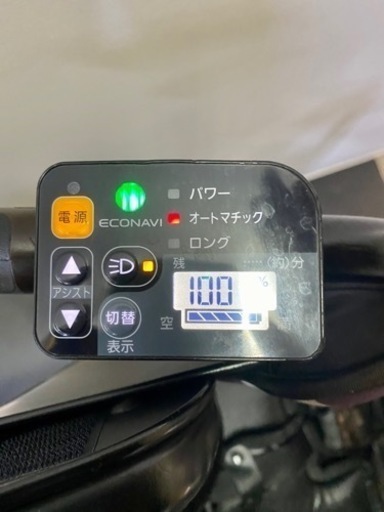 電源
ECONAVI
パワー
オートマチック
ロング
アシスト
切替
表示
残
(約)分
100 %
空